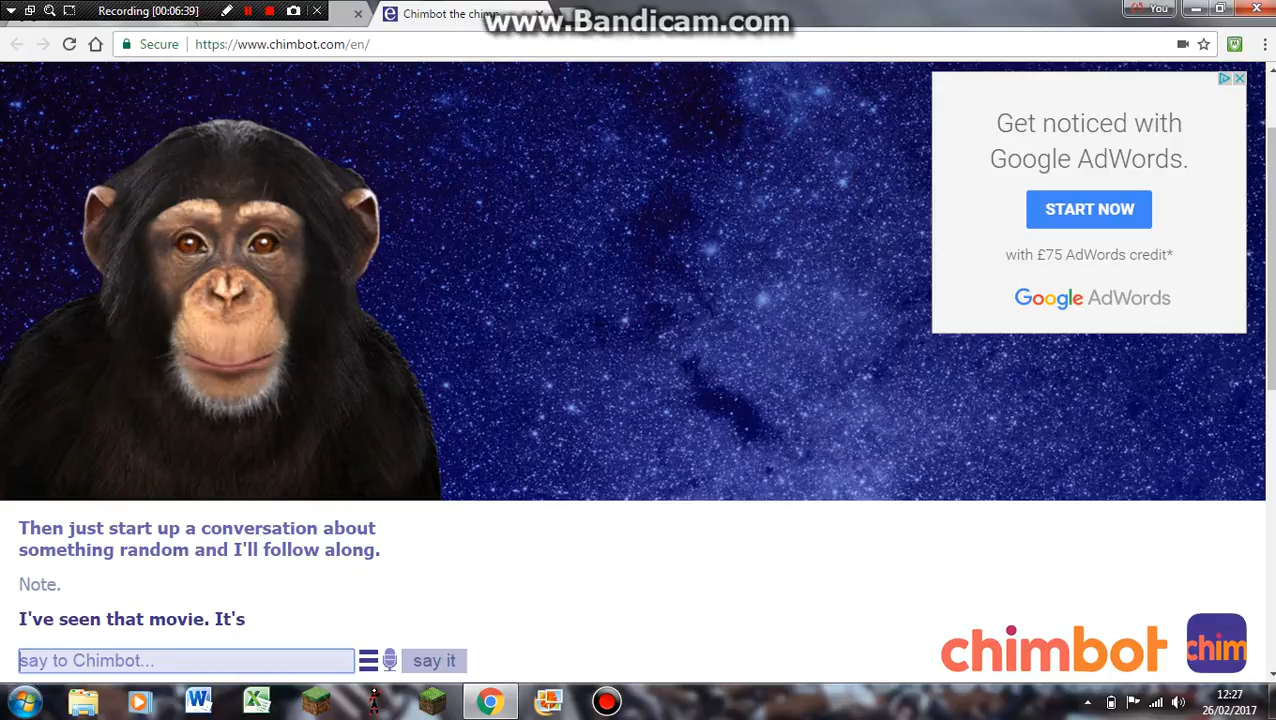 Recording [00:06:39]
Chimbot the chim
www.Bandicam.com
You
Secure
https://www.chimbot.com/en/
Get noticed with
Google AdWords.
START NOW
with £75 AdWords credit*
Google AdWords
Then just start up a conversation about
something random and I'll follow along.
Note.
I've seen that movie. It's
say to Chimbot...
say it
chimbot
chim
12:27
26/02/2017